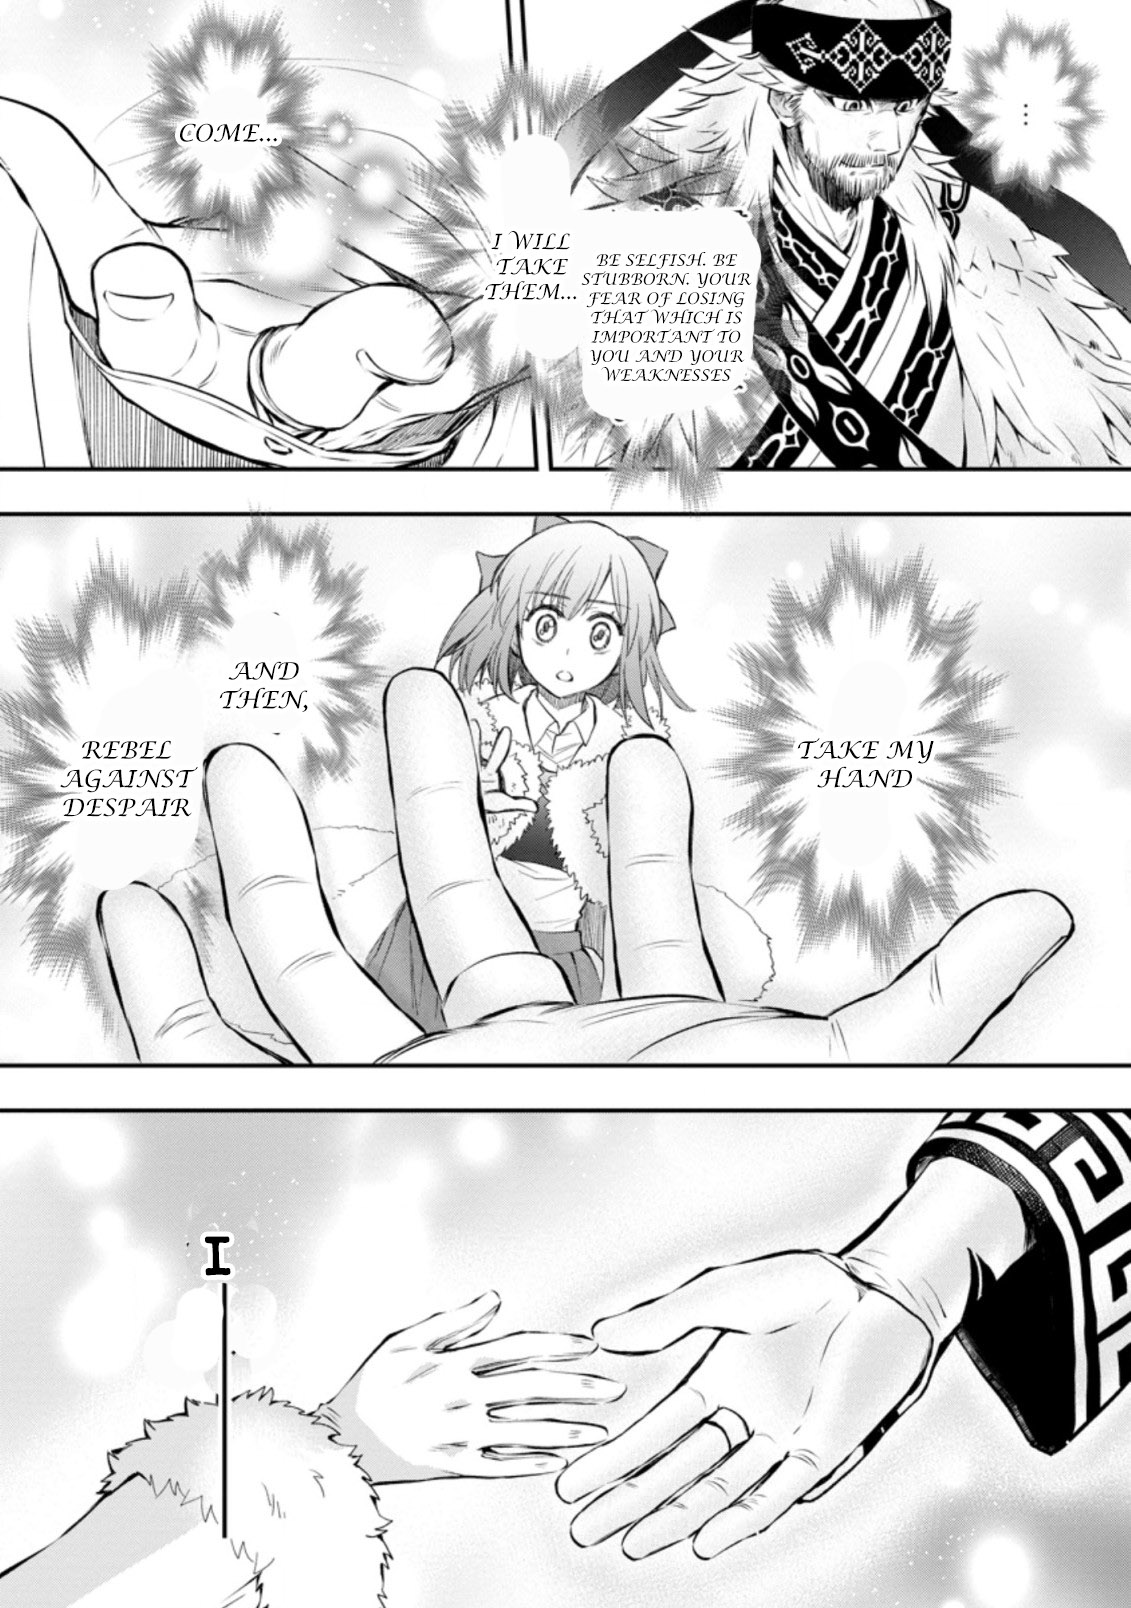 ...
BE SELFISH. BE
STUBBORN. YOUR
FEAR OF LOSING
THAT WHICH IS
IMPORTANT TO
YOU AND YOUR
WEAKNESSES
I WILL
TAKE
THEM...
COME...
TAKE MY
HAND
AND
THEN,
REBEL
AGAINST
DESPAIR
I